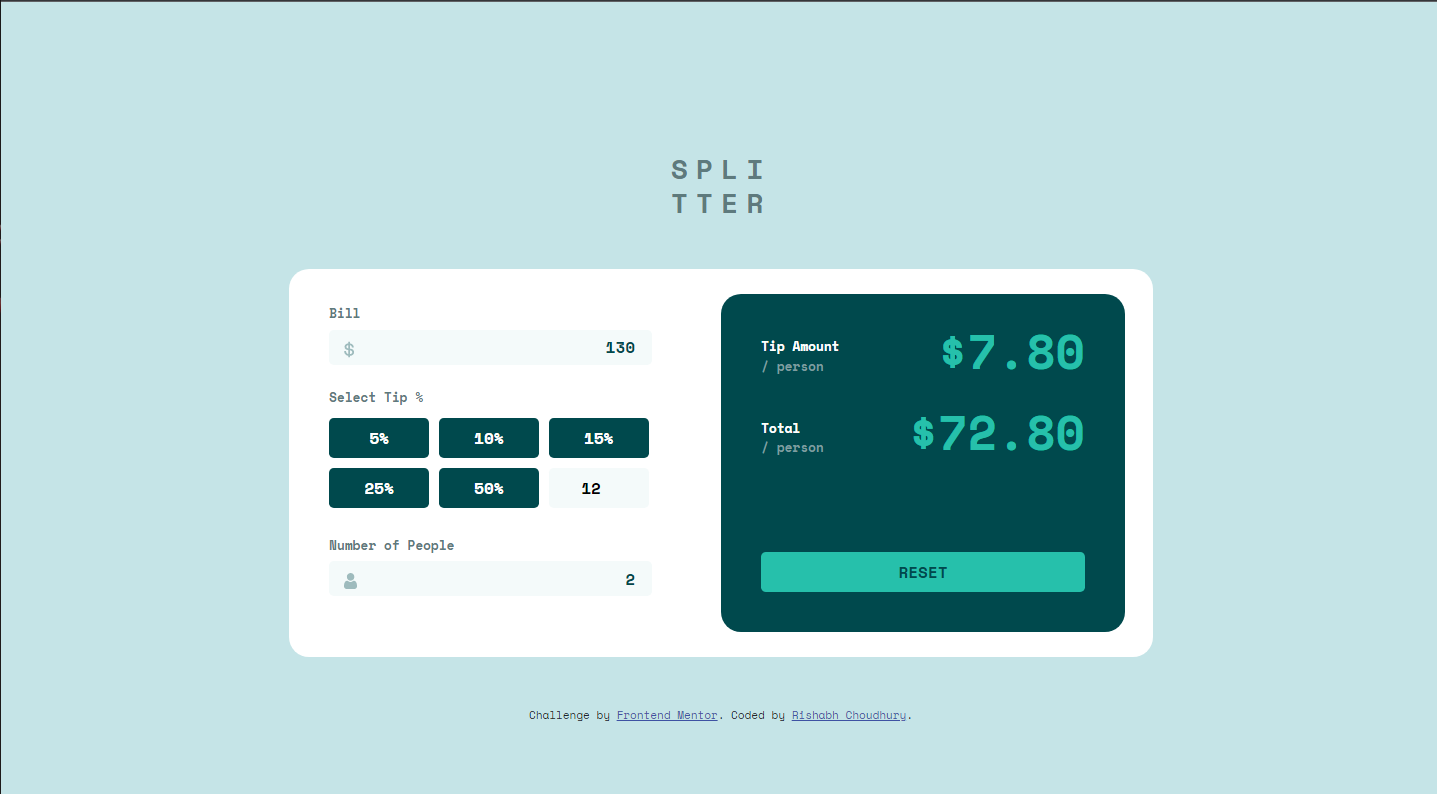 SPLI
TTER
Bill
$ 130
Select Tip %
5% 10% 15%
25% 50% 12
Number of People
2
Tip Amount
/ person
$7.80
Total
/ person
$72.80
RESET
Challenge by Frontend Mentor. Coded by Rishabh Choudhury.